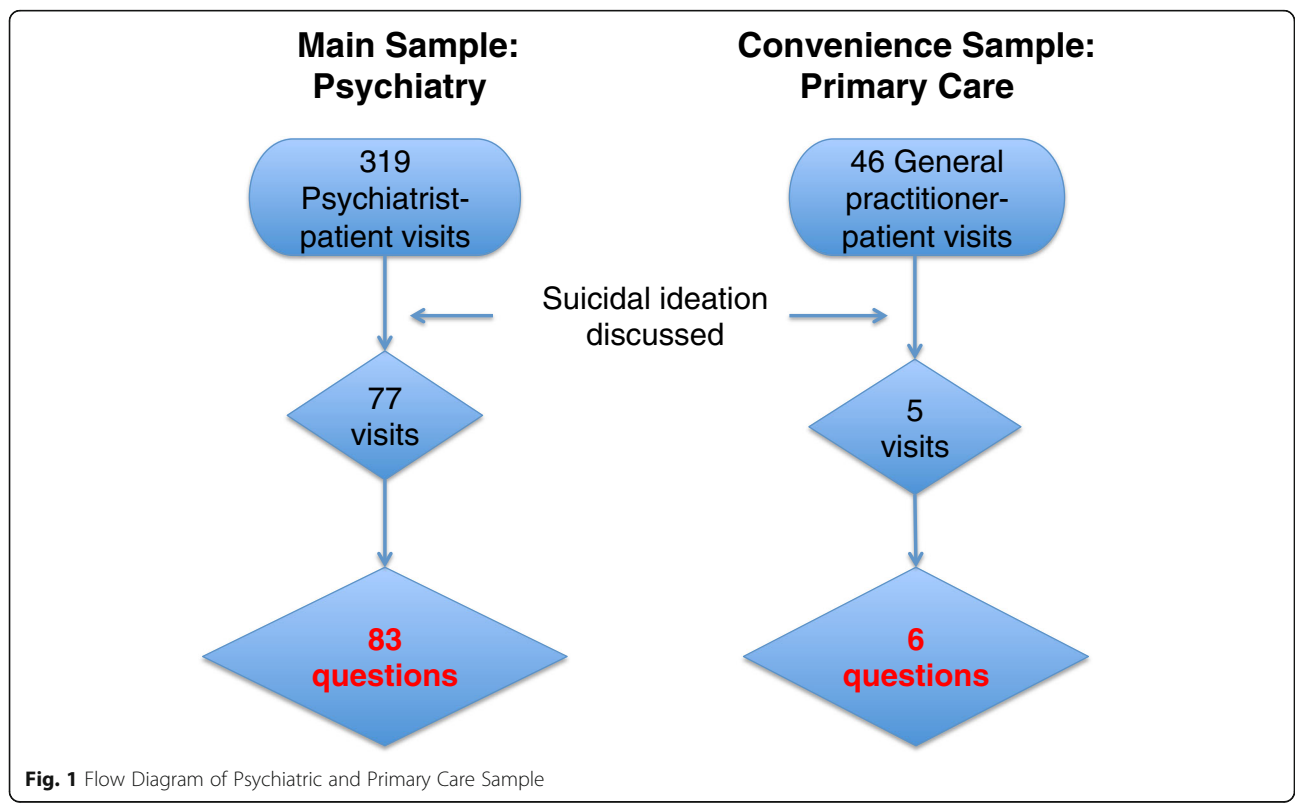 Main Sample:
Psychiatry
319
Psychiatrist-
patient visits
77
visits
83
questions
Convenience Sample:
Primary Care
46 General
practitioner-
patient visits
Suicidal ideation
discussed
5
visits
6
questions
Fig. 1 Flow Diagram of Psychiatric and Primary Care Sample